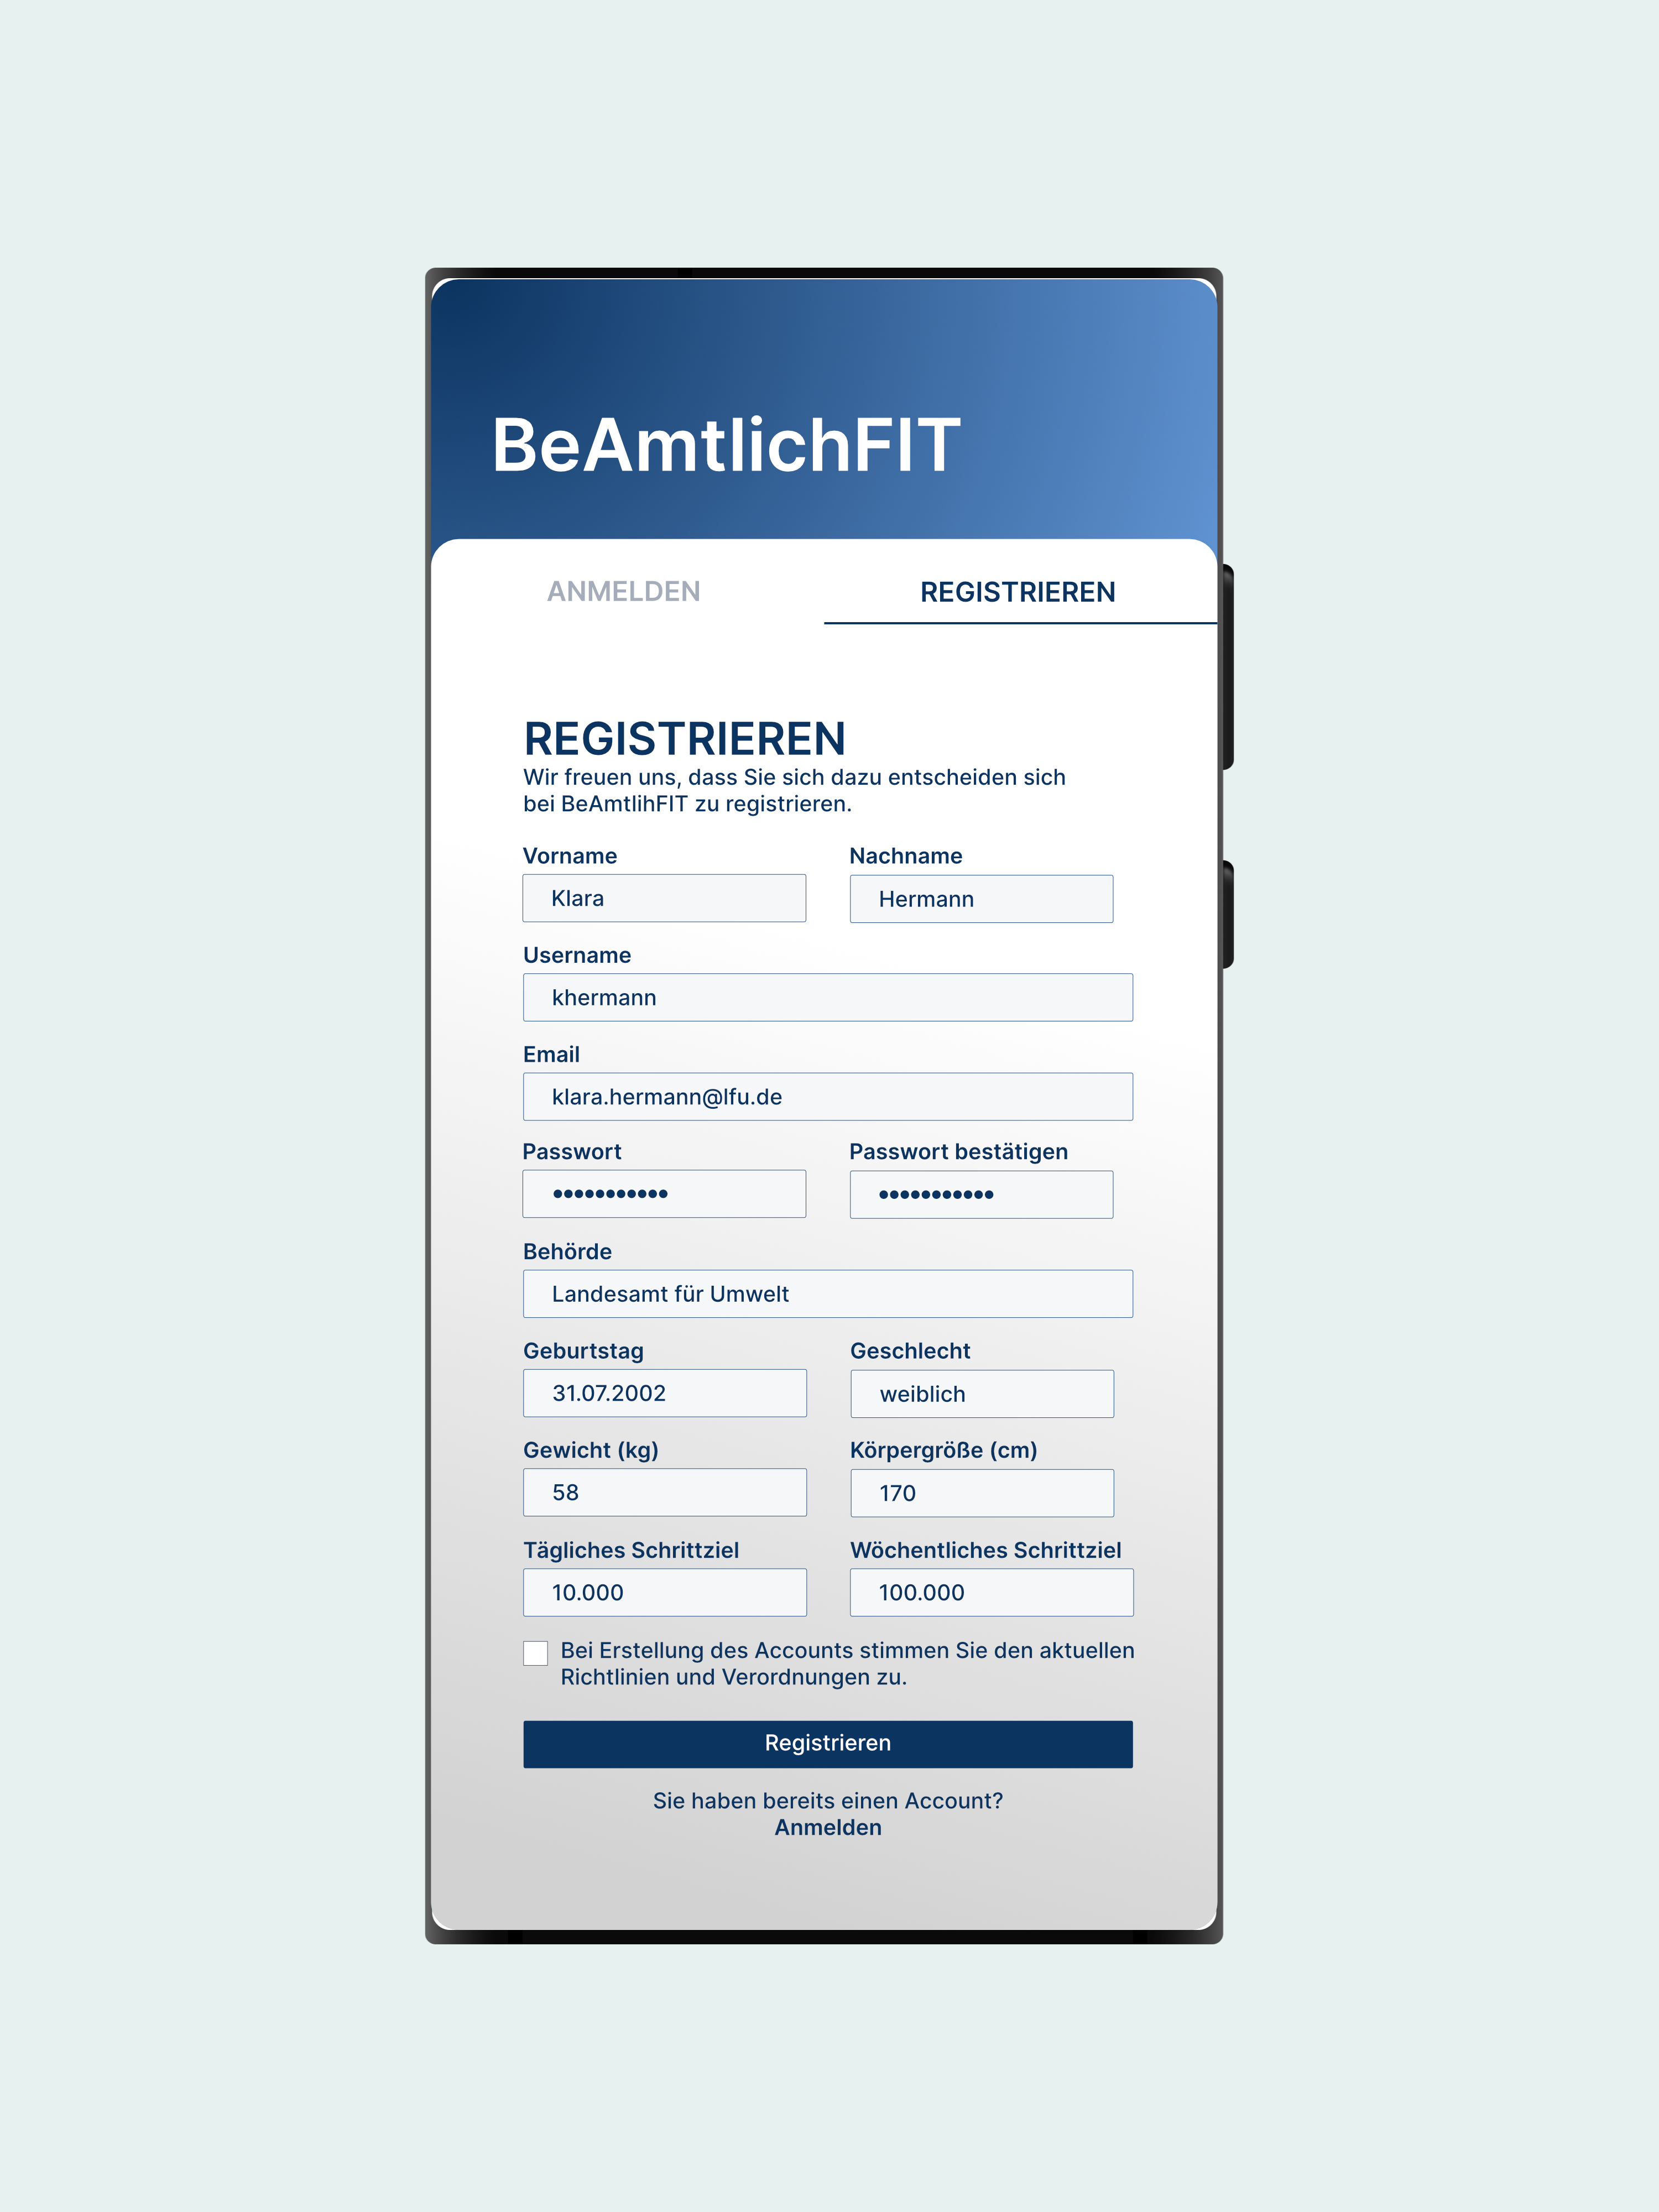 BeAmtlichFIT
ANMELDEN
REGISTRIEREN
REGISTRIEREN
Wir freuen uns, dass Sie sich dazu entscheiden sich
bei BeAmtlihFIT zu registrieren.
Vorname
Nachname
Klara
Hermann
Username
khermann
Email
klara.hermann@lfu.de
Passwort
Passwort bestätigen
•••••••••••
•••••••••••
Behörde
Landesamt für Umwelt
Geburtstag
Geschlecht
31.07.2002
weiblich
Gewicht (kg)
Körpergröße (cm)
58
170
Tägliches Schrittziel
Wöchentliches Schrittziel
10.000
100.000
Bei Erstellung des Accounts stimmen Sie den aktuellen
Richtlinien und Verordnungen zu.
Registrieren
Sie haben bereits einen Account?
Anmelden